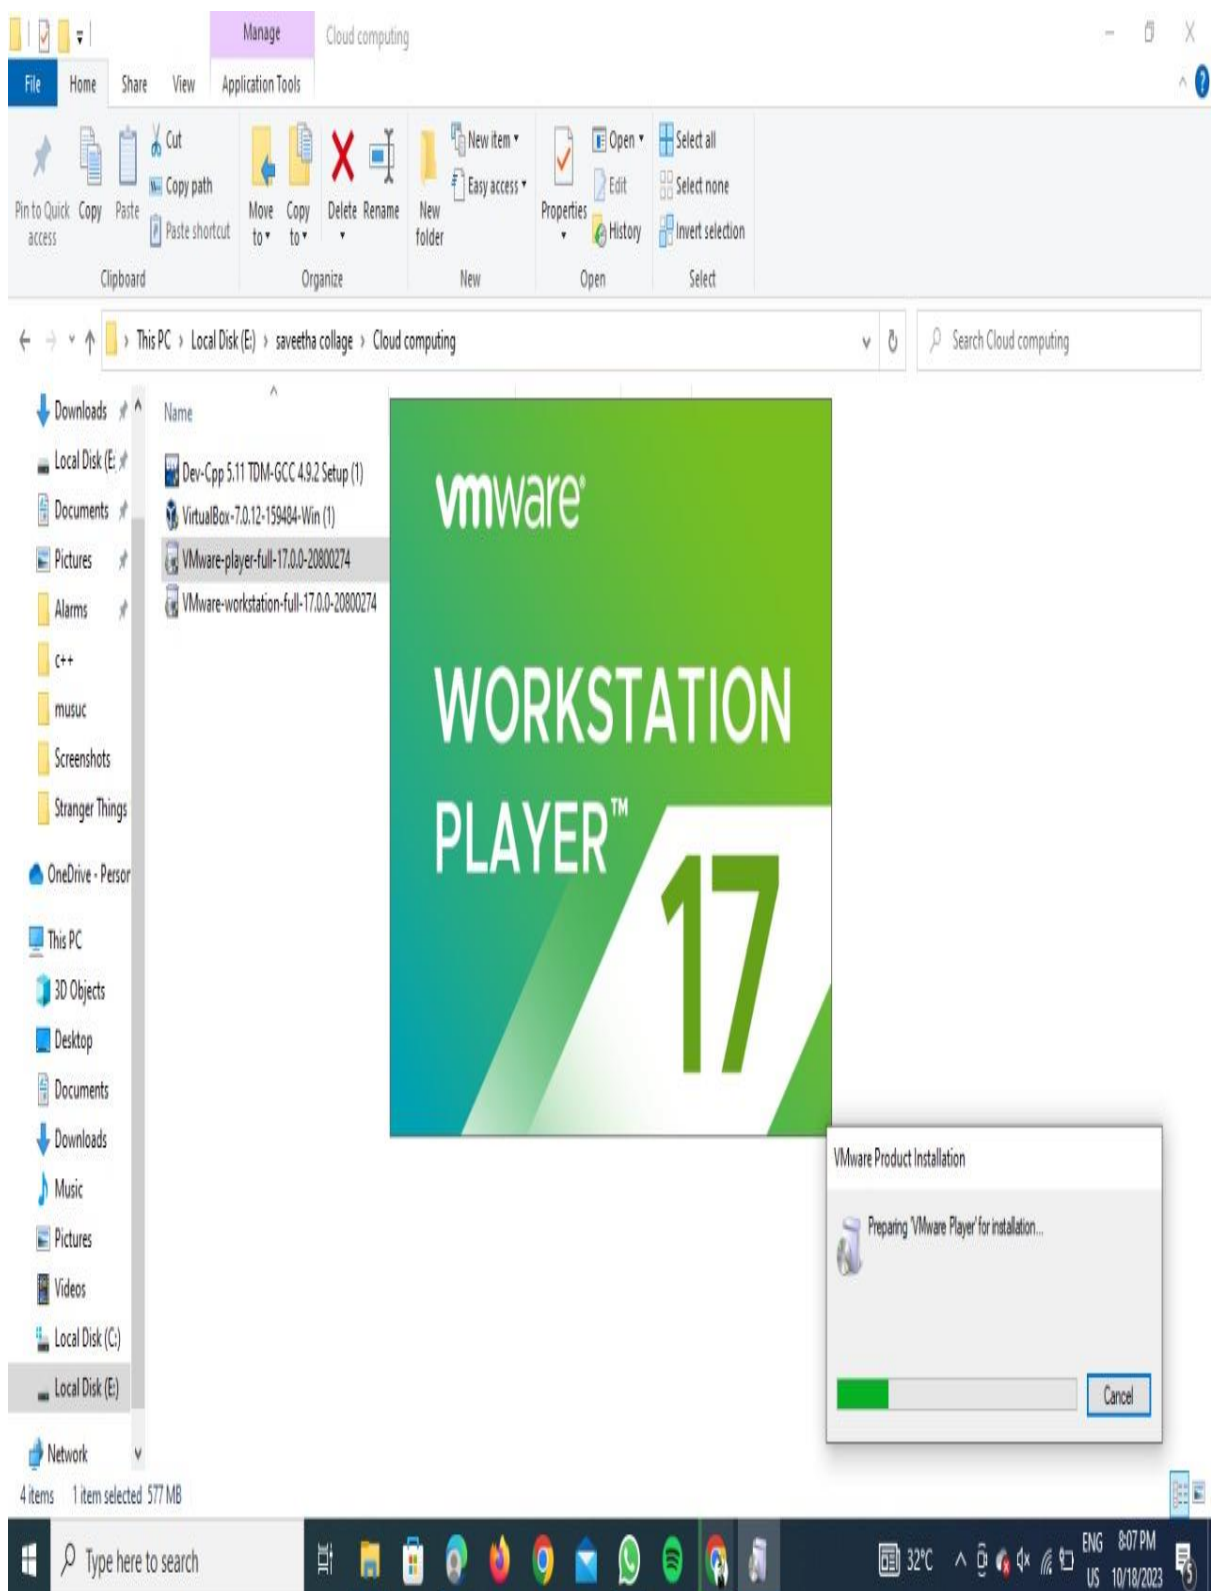 Manage
Cloud computing
File Home Share View Application Tools
Pin to Quick access
Copy
Paste
Cut
Copy path
Paste shortcut
Clipboard
Move to
Copy to
Delete
Rename
Organize
New folder
New item
Easy access
New
Properties
Open
Edit
History
Open
Select all
Select none
Invert selection
Select
This PC › Local Disk (E:) › saveetha collage › Cloud computing
Search Cloud computing
Name
Dev-Cpp 5.11 TDM-GCC 4.9.2 Setup (1)
VirtualBox-7.0.12-159484-Win (1)
VMware-player-full-17.0.0-20800274
VMware-workstation-full-17.0.0-20800274
Downloads
Local Disk (E:
Documents
Pictures
Alarms
c++
musuc
Screenshots
Stranger Things
OneDrive - Person
This PC
3D Objects
Desktop
Documents
Downloads
Music
Pictures
Videos
Local Disk (C:)
Local Disk (E:)
Network
vmware®
WORKSTATION
PLAYER™
17
VMware Product Installation
Preparing 'VMware Player' for installation...
Cancel
4 items 1 item selected 577 MB
Type here to search
32°C
ENG
US
8:07 PM
10/18/2023
5